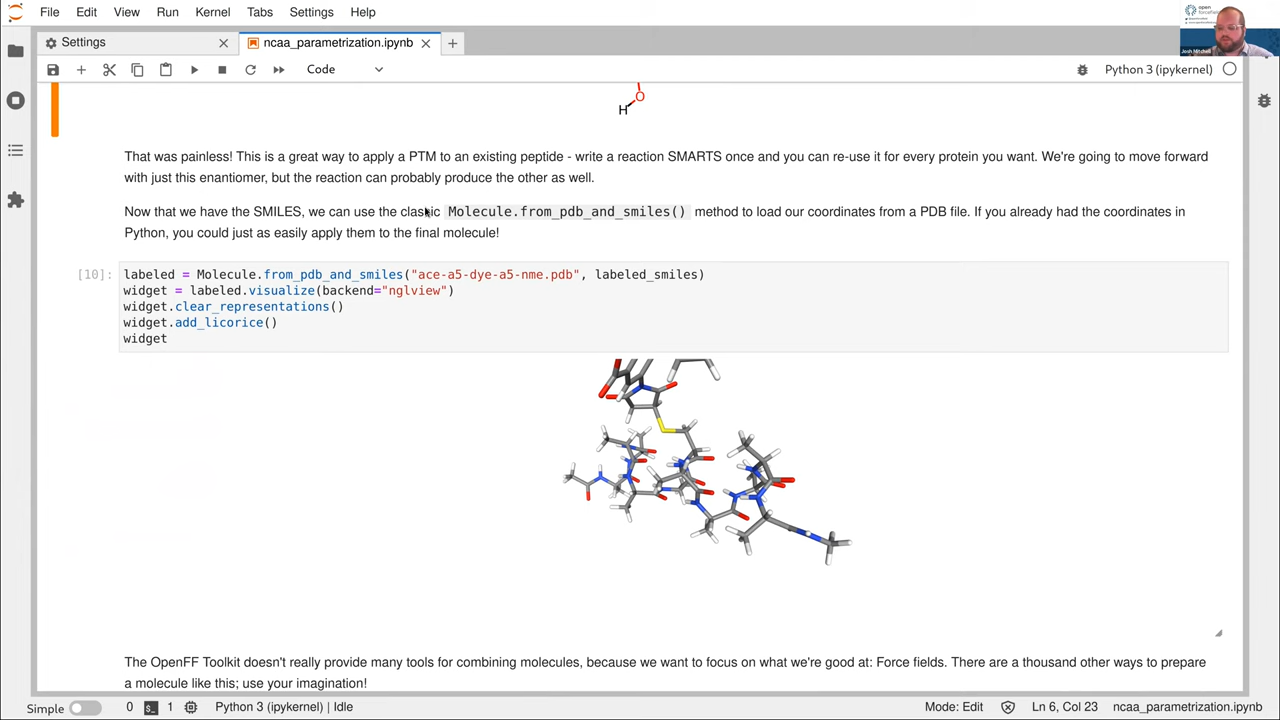 File Edit View Run Kernel Tabs Settings Help
open
forcefield
Josh Mitchell
Settings
ncaa_parametrization.ipynb
Code
Python 3 (ipykernel)
O
H
That was painless! This is a great way to apply a PTM to an existing peptide - write a reaction SMARTS once and you can re-use it for every protein you want. We're going to move forward
with just this enantiomer, but the reaction can probably produce the other as well.
Now that we have the SMILES, we can use the classic Molecule.from_pdb_and_smiles() method to load our coordinates from a PDB file. If you already had the coordinates in
Python, you could just as easily apply them to the final molecule!
[10]: labeled = Molecule.from_pdb_and_smiles("ace-a5-dye-a5-nme.pdb", labeled_smiles)
widget = labeled.visualize(backend="nglview")
widget.clear_representations()
widget.add_licorice()
widget
The OpenFF Toolkit doesn't really provide many tools for combining molecules, because we want to focus on what we're good at: Force fields. There are a thousand other ways to prepare
a molecule like this; use your imagination!
Simple 0 1 Python 3 (ipykernel) | Idle Mode: Edit Ln 6, Col 23 ncaa_parametrization.ipynb